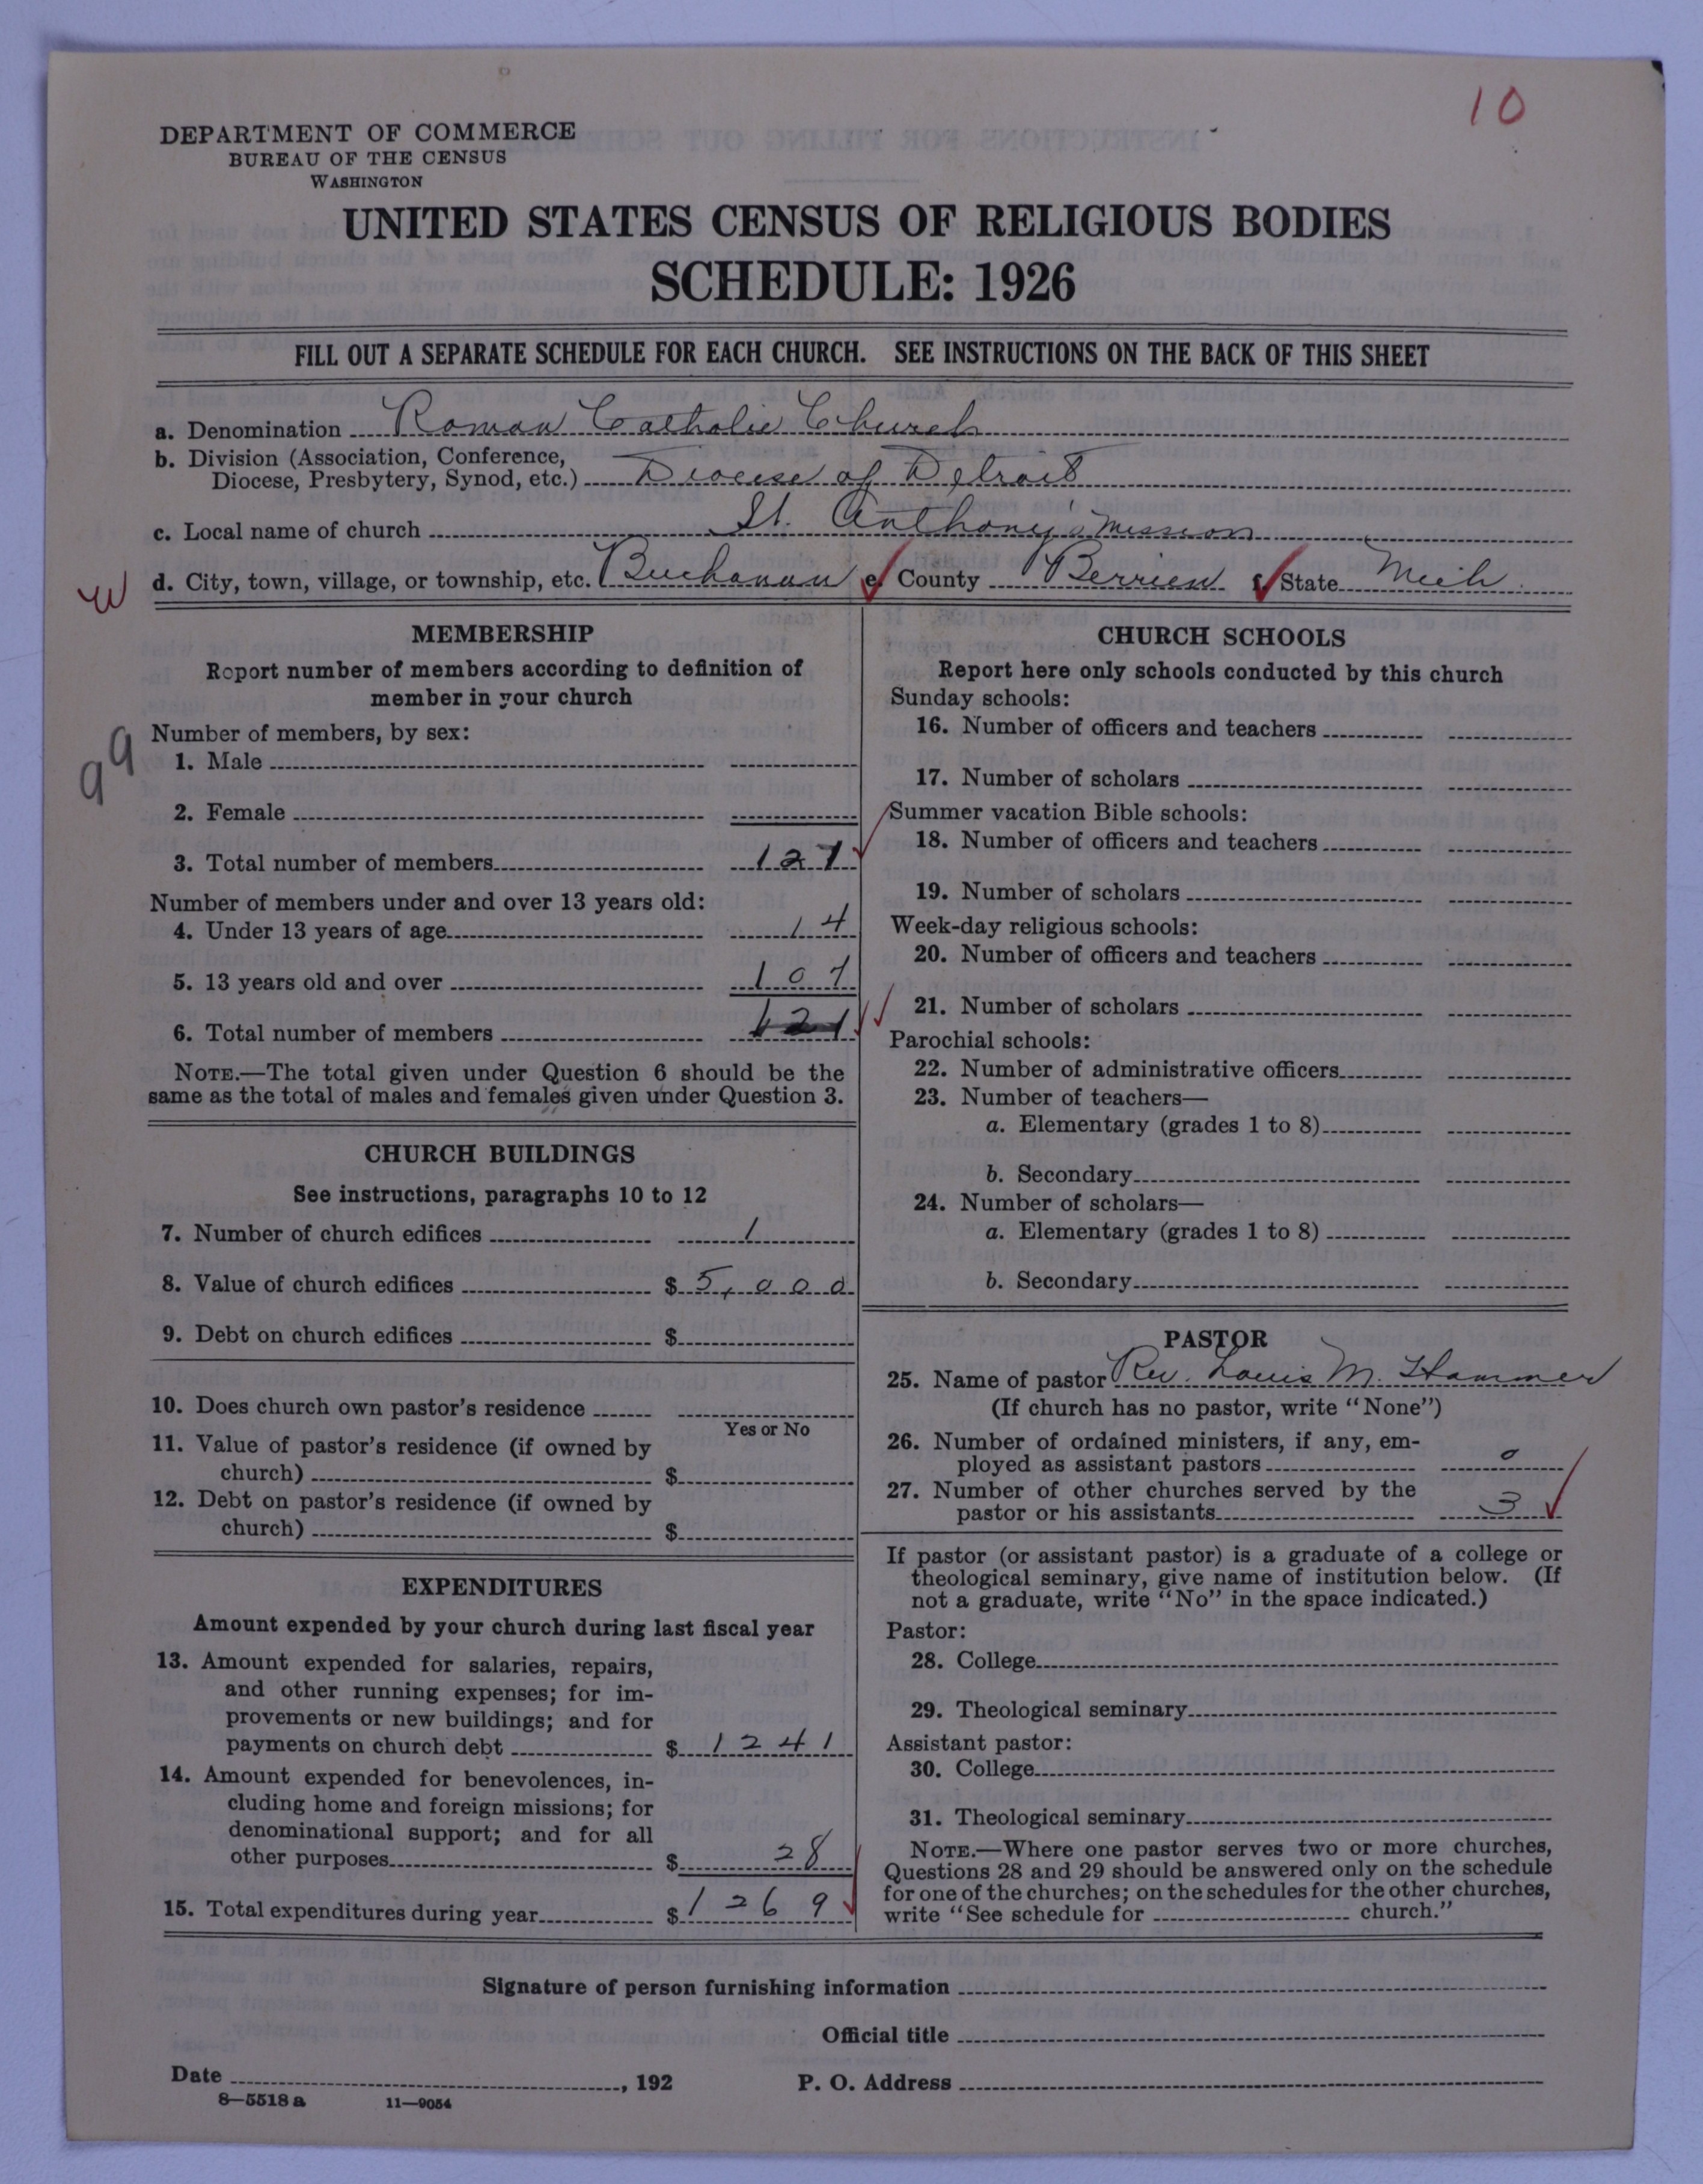 10
DEPARTMENT OF COMMERCE
BUREAU OF THE CENSUS
WASHINGTON
UNITED STATES CENSUS OF RELIGIOUS BODIES
SCHEDULE: 1926
FILL OUT A SEPARATE SCHEDULE FOR EACH CHURCH. SEE INSTRUCTIONS ON THE BACK OF THIS SHEET
a. Denomination Roman Catholic Church
b. Division (Association, Conference,
Diocese, Presbytery, Synod, etc.) Diocese of Detroit
c. Local name of church St. Anthony's Mission
d. City, town, village, or township, etc. Buchanan e. County Berrien f. State Mich.
MEMBERSHIP
Report number of members according to definition of
member in your church
Number of members, by sex:
99
1. Male
2. Female
3. Total number of members 121
Number of members under and over 13 years old:
4. Under 13 years of age 14
5. 13 years old and over 107
6. Total number of members 121
NOTE.—The total given under Question 6 should be the
same as the total of males and females given under Question 3.
CHURCH BUILDINGS
See instructions, paragraphs 10 to 12
7. Number of church edifices 1
8. Value of church edifices $ 5,000
9. Debt on church edifices $
10. Does church own pastor's residence
Yes or No
11. Value of pastor's residence (if owned by
church) $
12. Debt on pastor's residence (if owned by
church) $
EXPENDITURES
Amount expended by your church during last fiscal year
13. Amount expended for salaries, repairs,
and other running expenses; for im-
provements or new buildings; and for
payments on church debt $ 1241
14. Amount expended for benevolences, in-
cluding home and foreign missions; for
denominational support; and for all
other purposes $ 28
15. Total expenditures during year $ 1269
CHURCH SCHOOLS
Report here only schools conducted by this church
Sunday schools:
16. Number of officers and teachers
17. Number of scholars
Summer vacation Bible schools:
18. Number of officers and teachers
19. Number of scholars
Week-day religious schools:
20. Number of officers and teachers
21. Number of scholars
Parochial schools:
22. Number of administrative officers
23. Number of teachers—
a. Elementary (grades 1 to 8)
b. Secondary
24. Number of scholars—
a. Elementary (grades 1 to 8)
b. Secondary
PASTOR
25. Name of pastor Rev. Louis M. Hammer
(If church has no pastor, write "None")
26. Number of ordained ministers, if any, em-
ployed as assistant pastors 0
27. Number of other churches served by the
pastor or his assistants 3
If pastor (or assistant pastor) is a graduate of a college or
theological seminary, give name of institution below. (If
not a graduate, write "No" in the space indicated.)
Pastor:
28. College
29. Theological seminary
Assistant pastor:
30. College
31. Theological seminary
NOTE.—Where one pastor serves two or more churches,
Questions 28 and 29 should be answered only on the schedule
for one of the churches; on the schedules for the other churches,
write "See schedule for church."
Signature of person furnishing information
Official title
Date , 192 P. O. Address
8—5518 a 11—9054